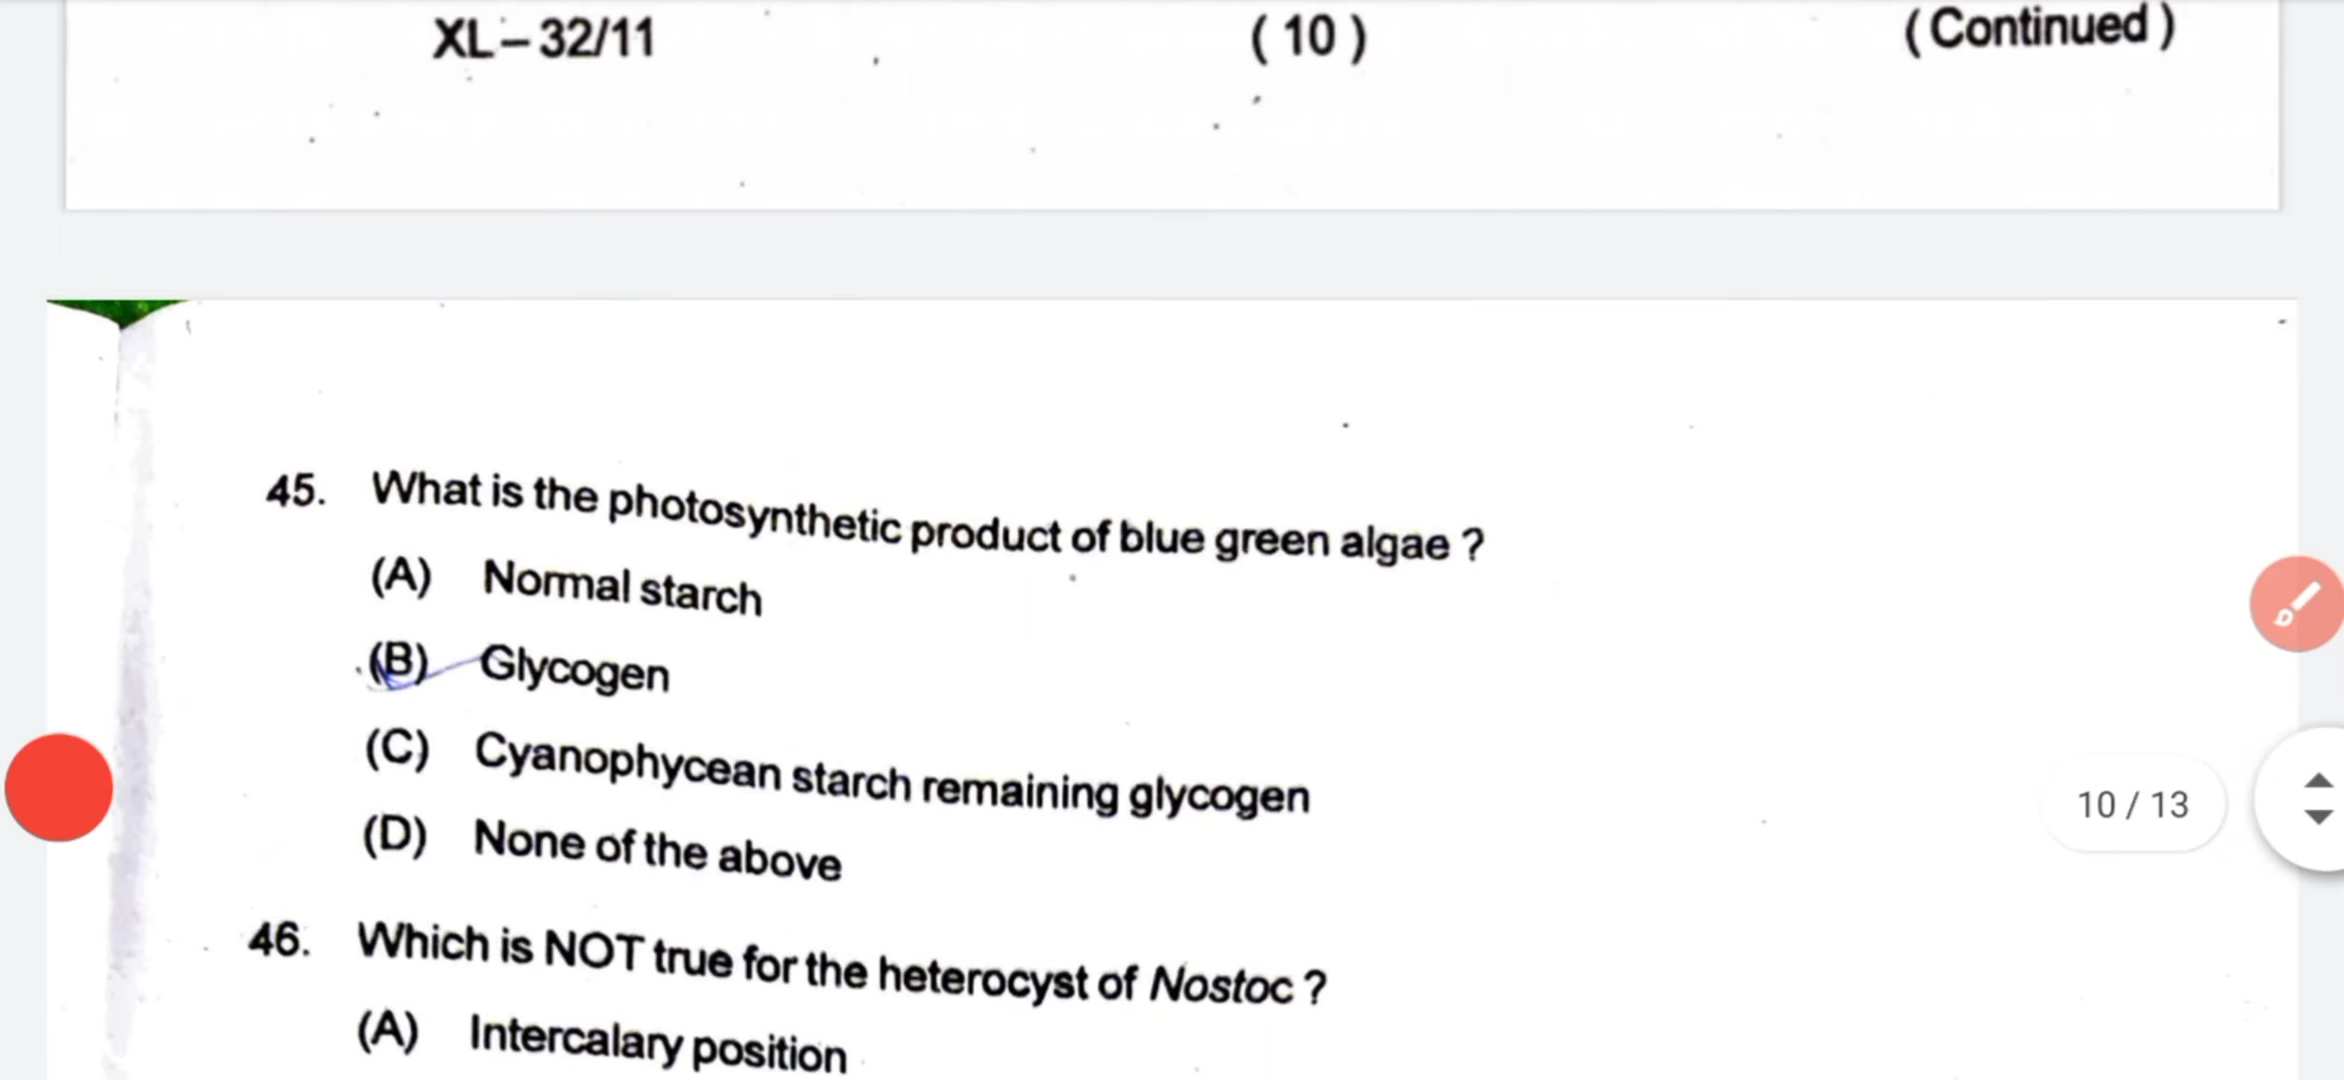 XL – 32/11 ( 10 ) ( Continued )
45. What is the photosynthetic product of blue green algae ?
(A) Normal starch
(B) Glycogen
(C) Cyanophycean starch remaining glycogen
(D) None of the above
10 / 13
46. Which is NOT true for the heterocyst of Nostoc ?
(A) Intercalary position